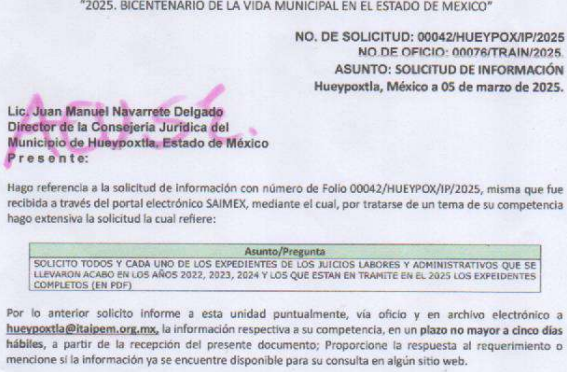 "2025. BICENTENARIO DE LA VIDA MUNICIPAL EN EL ESTADO DE MÉXICO"
NO. DE SOLICITUD: 00042/HUEYPOX/IP/2025
NO.DE OFICIO: 00076/TRAIN/2025.
ASUNTO: SOLICITUD DE INFORMACIÓN
Hueypoxtla, México a 05 de marzo de 2025.
ACUSE.
Lic. Juan Manuel Navarrete Delgado
Director de la Consejería Jurídica del
Municipio de Hueypoxtla, Estado de México
P r e s e n t e:
Hago referencia a la solicitud de información con número de Folio 00042/HUEYPOX/IP/2025, misma que fue
recibida a través del portal electrónico SAIMEX, mediante el cual, por tratarse de un tema de su competencia
hago extensiva la solicitud la cual refiere:
Asunto/Pregunta
SOLICITO TODOS Y CADA UNO DE LOS EXPEDIENTES DE LOS JUICIOS LABORES Y ADMINISTRATIVOS QUE SE
LLEVARON ACABO EN LOS AÑOS 2022, 2023, 2024 Y LOS QUE ESTAN EN TRAMITE EN EL 2025 LOS EXPEIDENTES
COMPLETOS (EN PDF)
Por lo anterior solicito informe a esta unidad puntualmente, vía oficio y en archivo electrónico a
hueypoxtla@itaipem.org.mx, la información respectiva a su competencia, en un plazo no mayor a cinco días
hábiles, a partir de la recepción del presente documento; Proporcione la respuesta al requerimiento o
mencione si la información ya se encuentre disponible para su consulta en algún sitio web.